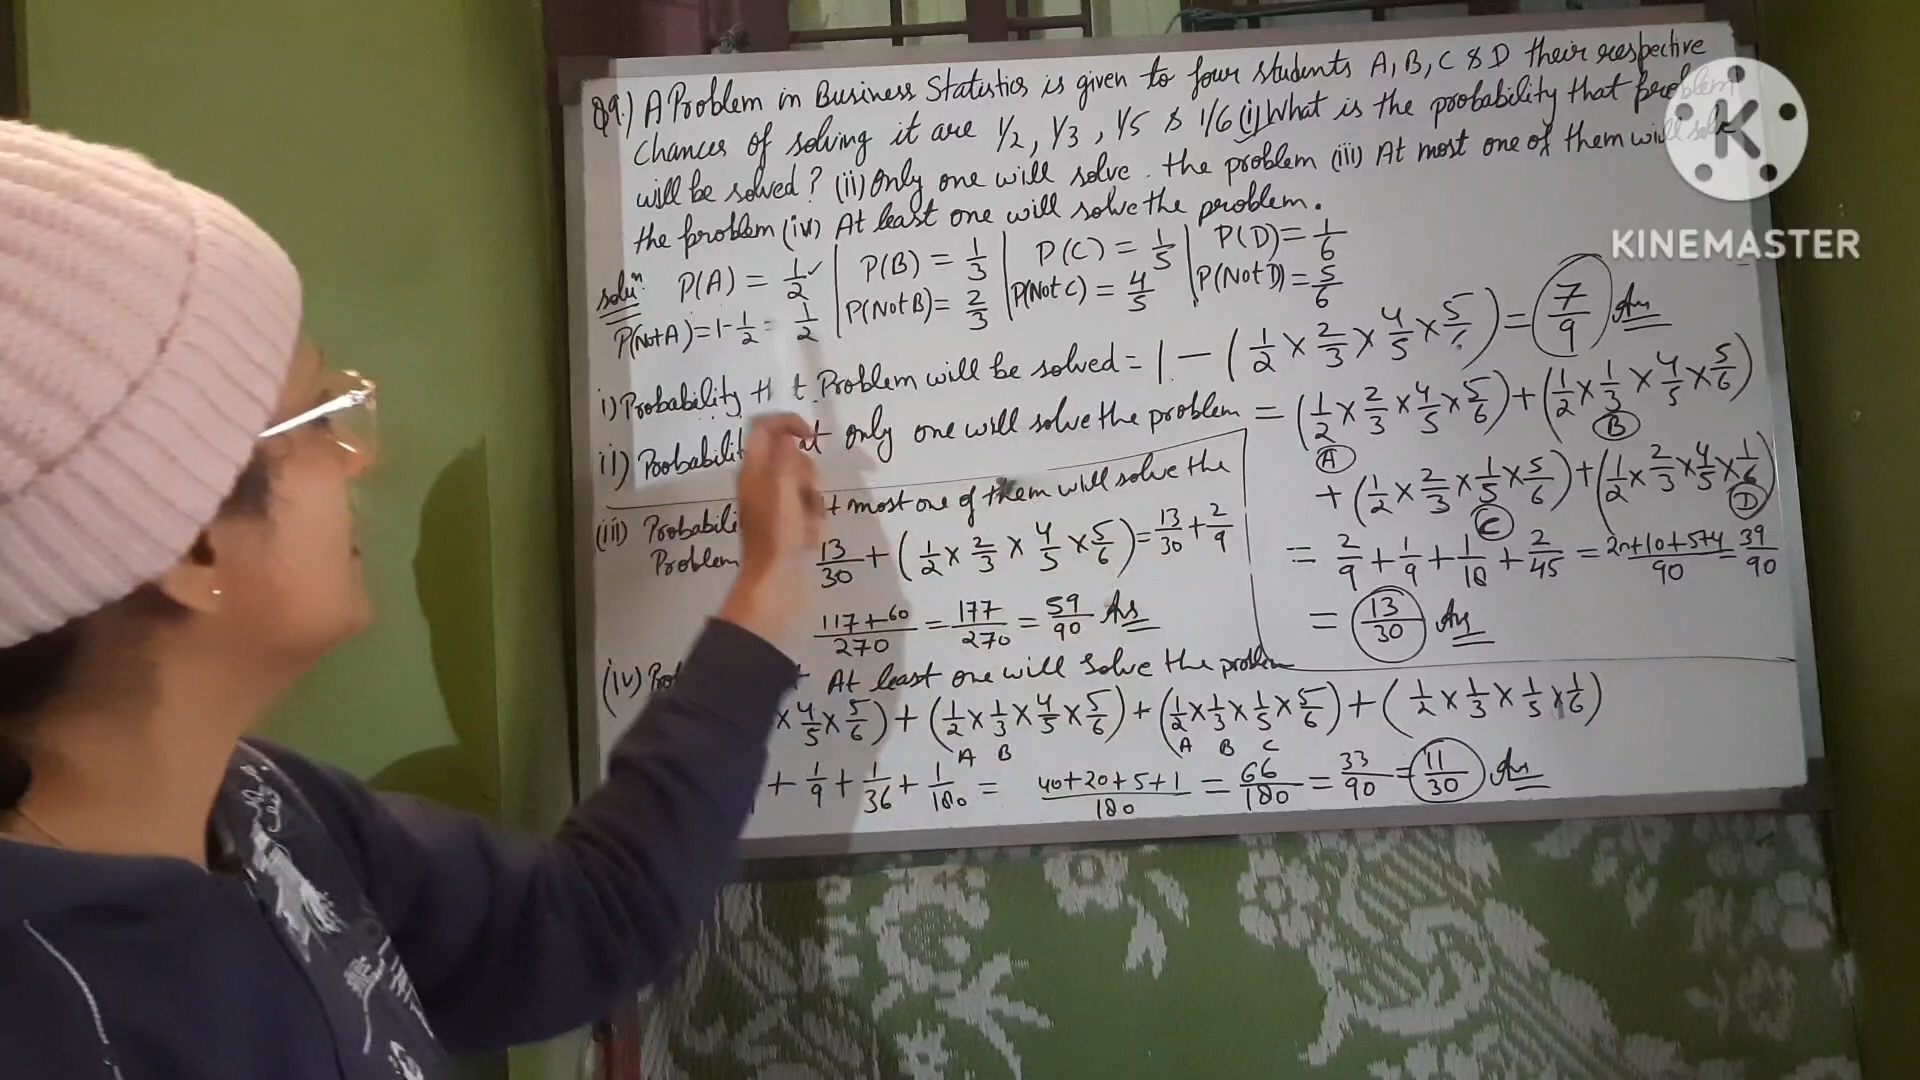 Q9.) A Problem in Business Statistics is given to four students A, B, C & D their respective
chances of solving it are 1/2, 1/3, 1/5 & 1/6 (i) What is the probability that problem
will be solved? (ii) Only one will solve the problem (iii) At most one of them will solve
the problem (iv) At least one will solve the problem.
soln: P(A) = 1/2 ✓ | P(B) = 1/3 | P(C) = 1/5 | P(D) = 1/6
P(Not A) = 1 - 1/2 = 1/2 | P(Not B) = 2/3 | P(Not C) = 4/5 | P(Not D) = 5/6
i) Probability t Problem will be solved = 1 - (1/2 × 2/3 × 4/5 × 5/6) = 7/9 Ans
ii) Probabilit at only one will solve the problem = (1/2 × 2/3 × 4/5 × 5/6) + (1/2 × 1/3 × 4/5 × 5/6)
A B
+ (1/2 × 2/3 × 1/5 × 5/6) + (1/2 × 2/3 × 4/5 × 1/6)
C D
= 2/9 + 1/9 + 1/18 + 2/45 = 20+10+5+4/90 = 39/90
= 13/30 Ans
(iii) Probabili t most one of them will solve the
Problem 13/30 + (1/2 × 2/3 × 4/5 × 5/6) = 13/30 + 2/9
117+60/270 = 177/270 = 59/90 Ans
(iv) Prob t At least one will solve the problem
× 4/5 × 5/6) + (1/2 × 1/3 × 4/5 × 5/6) + (1/2 × 1/3 × 1/5 × 5/6) + (1/2 × 1/3 × 1/5 × 1/6)
A B A B C
+ 1/9 + 1/36 + 1/180 = 40+20+5+1/180 = 66/180 = 33/90 = 11/30 Ans
K
KINEMASTER